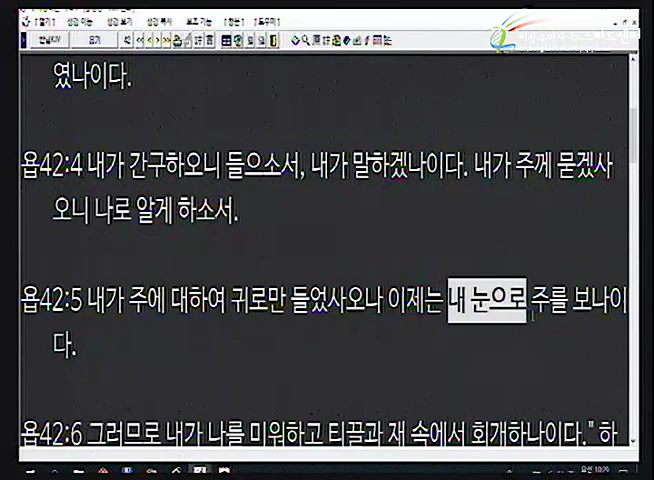 욥기
42
였나이다.
욥42:4 내가 간구하오니 들으소서, 내가 말하겠나이다. 내가 주께 묻겠사
오니 나로 알게 하소서.
욥42:5 내가 주에 대하여 귀로만 들었사오나 이제는 내 눈으로 주를 보나이
다.
욥42:6 그러므로 내가 나를 미워하고 티끌과 재 속에서 회개하나이다." 하